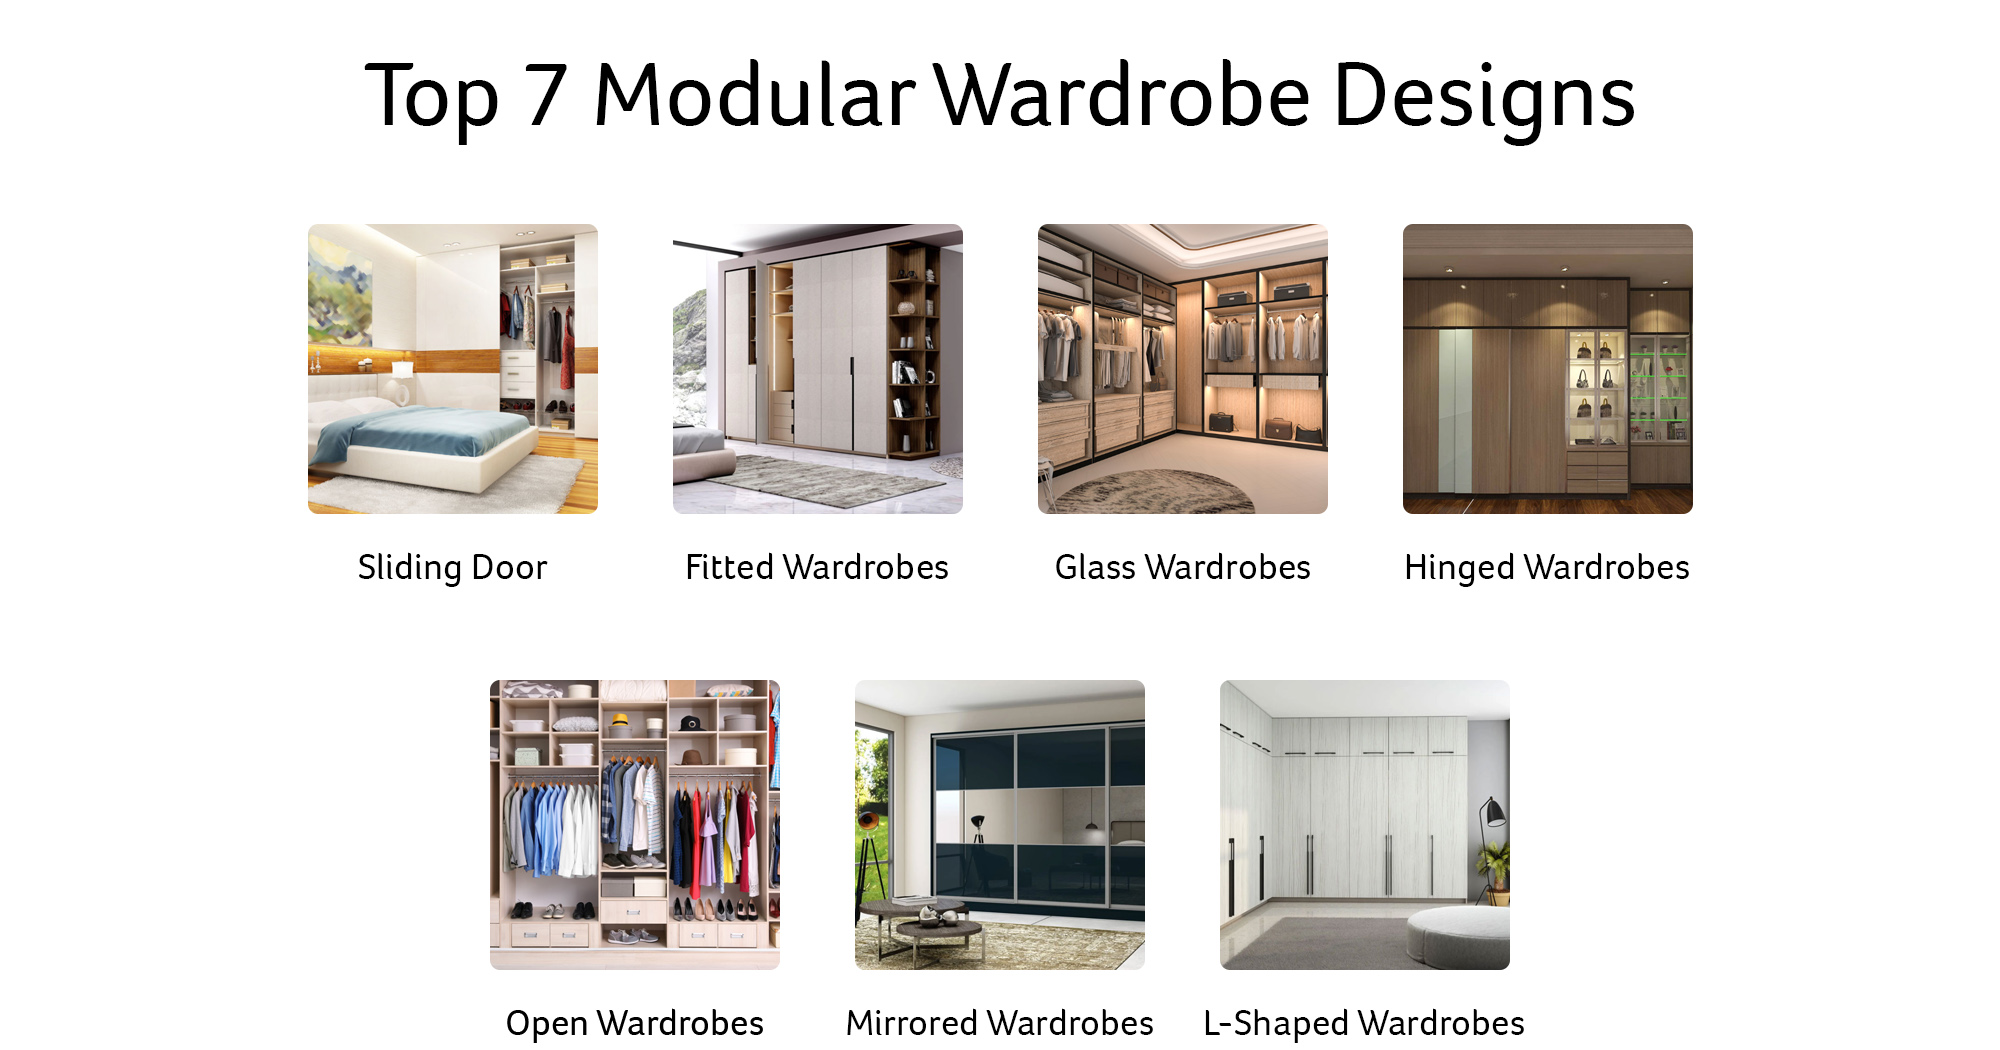 Top 7 Modular Wardrobe Designs
Sliding Door
Fitted Wardrobes
Glass Wardrobes
Hinged Wardrobes
Open Wardrobes
Mirrored Wardrobes
L-Shaped Wardrobes